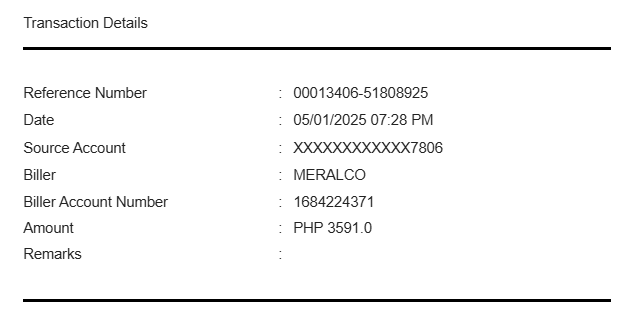 Transaction Details
Reference Number : 00013406-51808925
Date : 05/01/2025 07:28 PM
Source Account : XXXXXXXXXXXX7806
Biller : MERALCO
Biller Account Number : 1684224371
Amount : PHP 3591.0
Remarks :